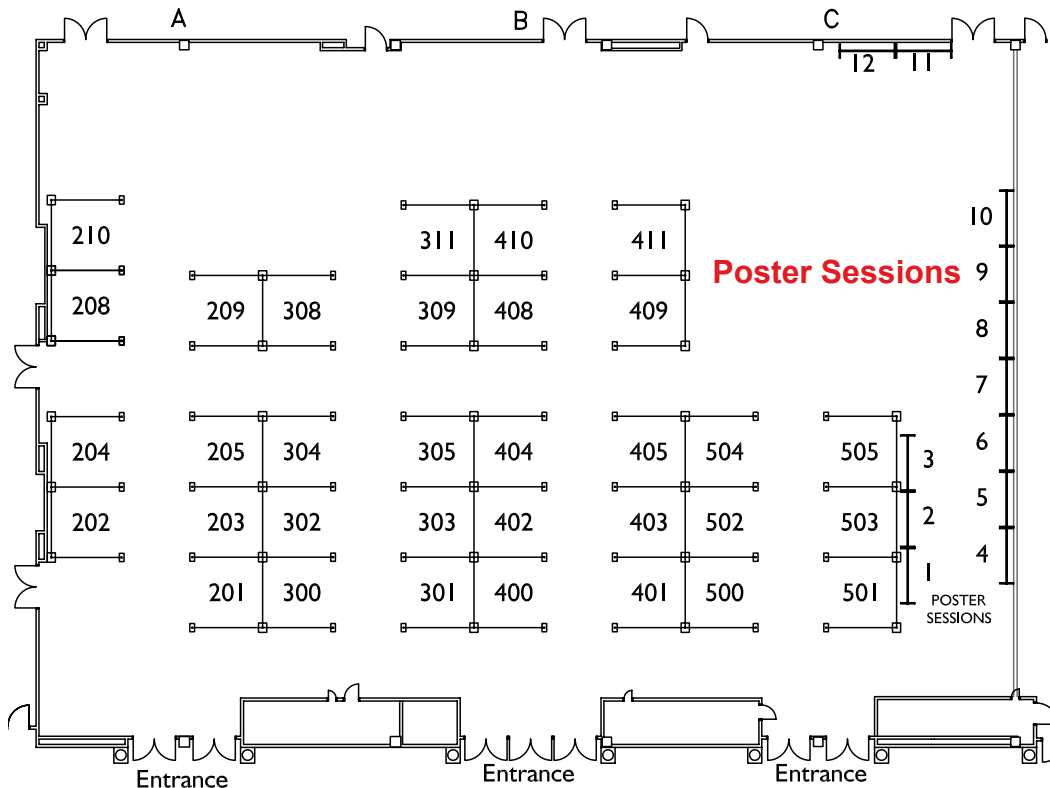 A B C
12 11
210 311 410 411 10
Poster Sessions 9
208 209 308 309 408 409 8
7
204 205 304 305 404 405 504 505 3 6
202 203 302 303 402 403 502 503 2 5
4
201 300 301 400 401 500 501 1
POSTER
SESSIONS
Entrance Entrance Entrance